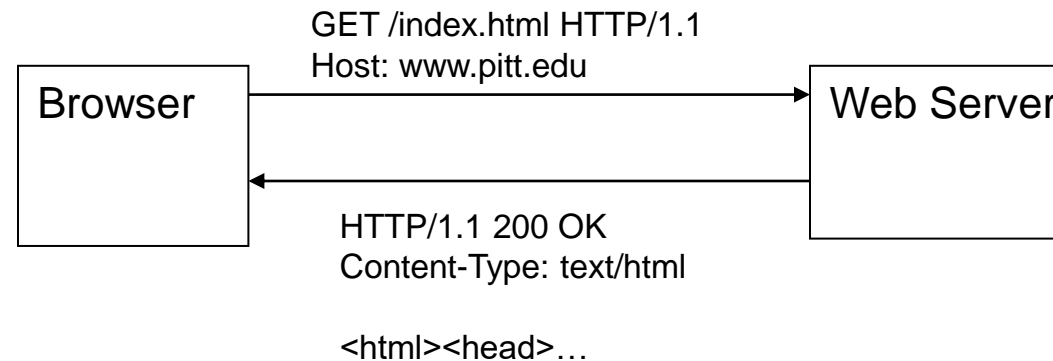 GET /index.html HTTP/1.1
Host: www.pitt.edu
Browser
Web Server
HTTP/1.1 200 OK
Content-Type: text/html
<html><head>…